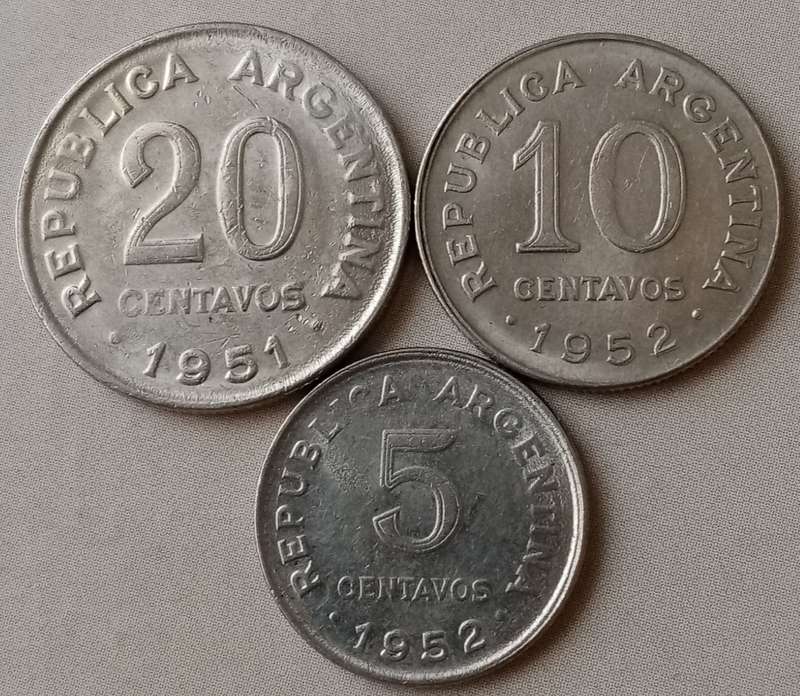 REPUBLICA ARGENTINA
20
CENTAVOS
· 1951
REPUBLICA ARGENTINA
10
CENTAVOS
· 1952 ·
REPUBLICA ARGENTINA
5
CENTAVOS
· 1952 ·